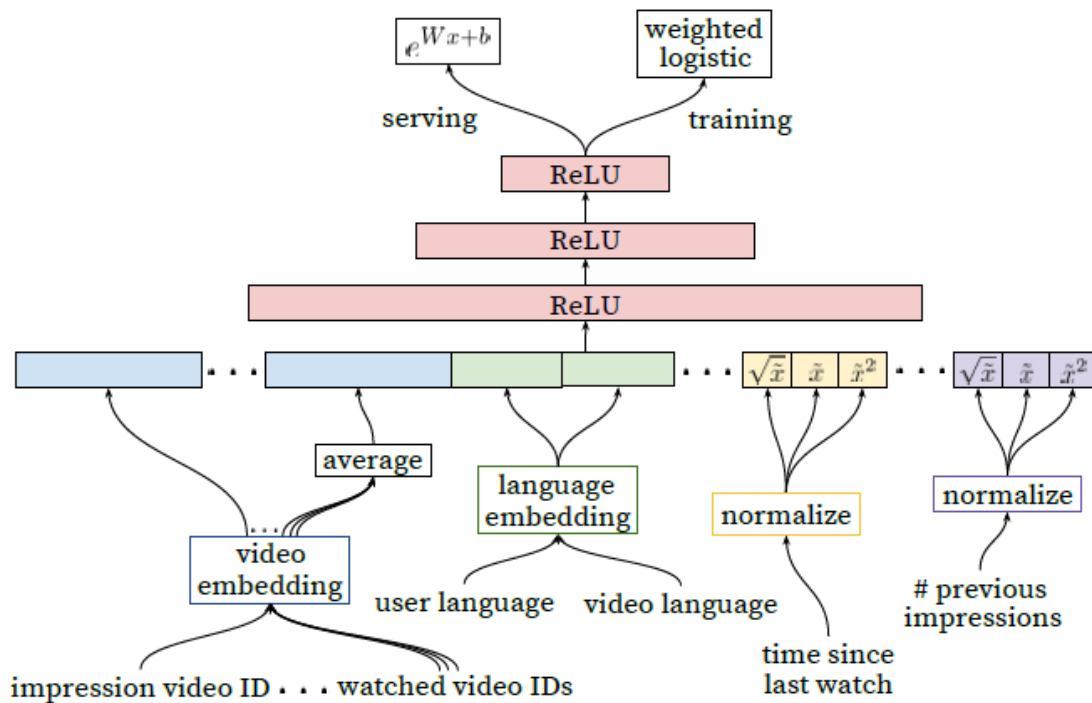 e^{Wx+b}
weighted
logistic
serving
training
ReLU
ReLU
ReLU
. . .
√x̃ x̃ x̃²
. . .
√x̃ x̃ x̃²
average
language
embedding
normalize
normalize
...
video
embedding
user language
video language
# previous
impressions
time since
last watch
impression video ID . . . watched video IDs